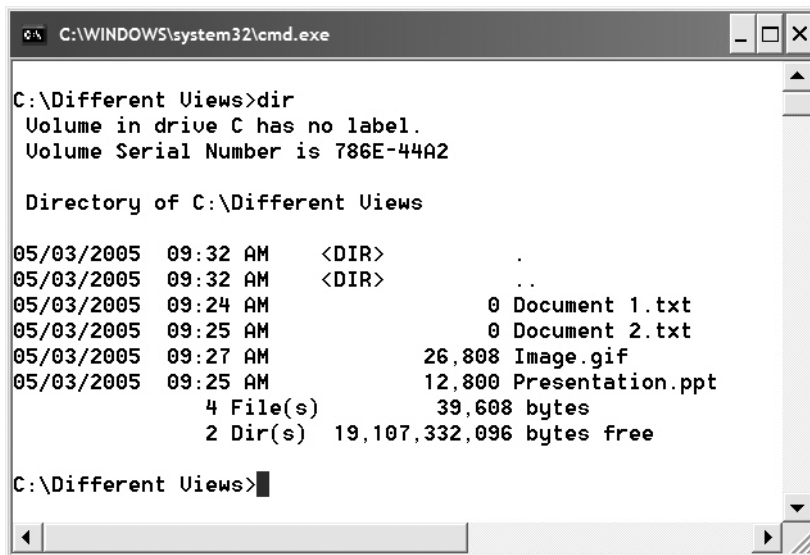 C:\WINDOWS\system32\cmd.exe
C:\Different Views>dir
 Volume in drive C has no label.
 Volume Serial Number is 786E-44A2

 Directory of C:\Different Views

05/03/2005  09:32 AM    <DIR>          .
05/03/2005  09:32 AM    <DIR>          ..
05/03/2005  09:24 AM                 0 Document 1.txt
05/03/2005  09:25 AM                 0 Document 2.txt
05/03/2005  09:27 AM            26,808 Image.gif
05/03/2005  09:25 AM            12,800 Presentation.ppt
               4 File(s)         39,608 bytes
               2 Dir(s)  19,107,332,096 bytes free

C:\Different Views>